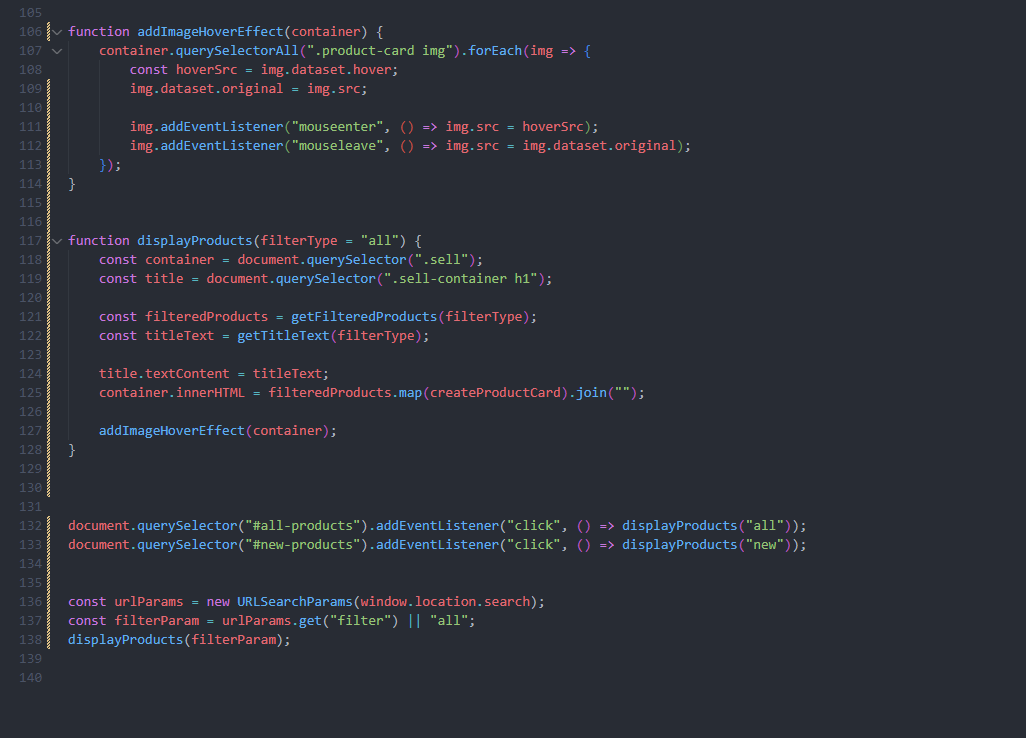 105
106 function addImageHoverEffect(container) {
107     container.querySelectorAll(".product-card img").forEach(img => {
108         const hoverSrc = img.dataset.hover;
109         img.dataset.original = img.src;
110
111         img.addEventListener("mouseenter", () => img.src = hoverSrc);
112         img.addEventListener("mouseleave", () => img.src = img.dataset.original);
113     });
114 }
115
116
117 function displayProducts(filterType = "all") {
118     const container = document.querySelector(".sell");
119     const title = document.querySelector(".sell-container h1");
120
121     const filteredProducts = getFilteredProducts(filterType);
122     const titleText = getTitleText(filterType);
123
124     title.textContent = titleText;
125     container.innerHTML = filteredProducts.map(createProductCard).join("");
126
127     addImageHoverEffect(container);
128 }
129
130
131
132 document.querySelector("#all-products").addEventListener("click", () => displayProducts("all"));
133 document.querySelector("#new-products").addEventListener("click", () => displayProducts("new"));
134
135
136 const urlParams = new URLSearchParams(window.location.search);
137 const filterParam = urlParams.get("filter") || "all";
138 displayProducts(filterParam);
139
140